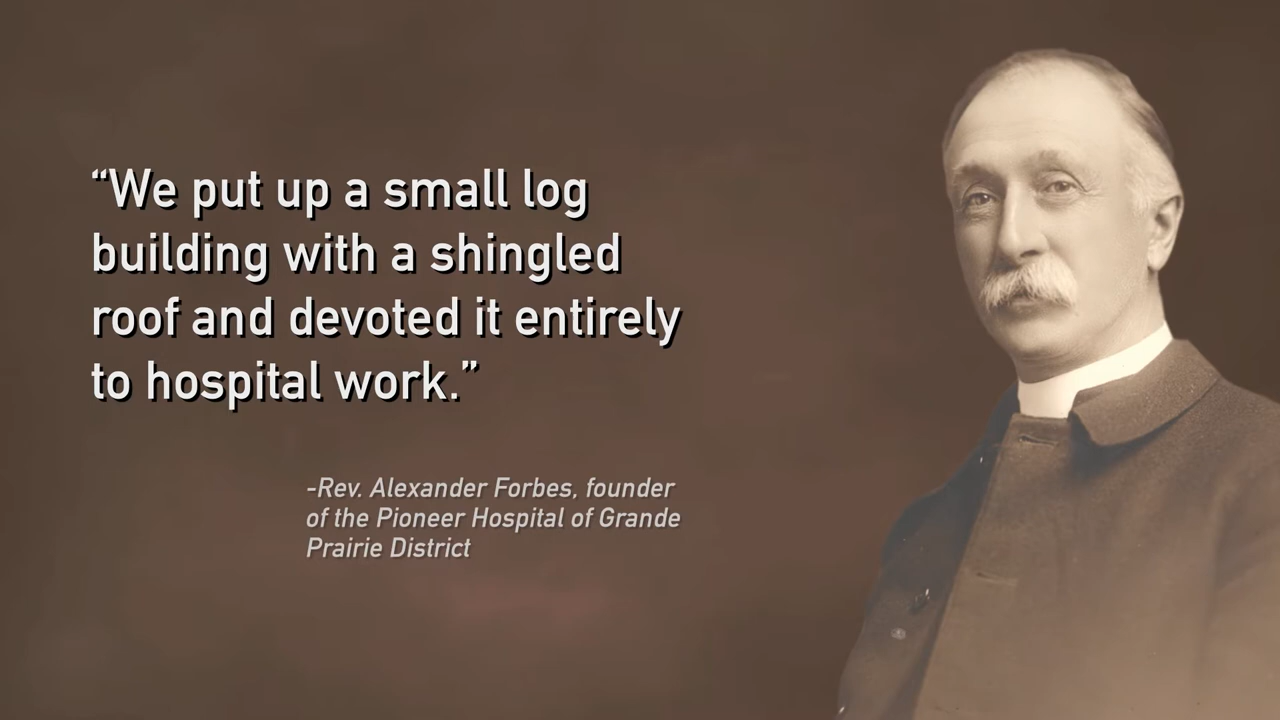 “We put up a small log
building with a shingled
roof and devoted it entirely
to hospital work.”
-Rev. Alexander Forbes, founder
of the Pioneer Hospital of Grande
Prairie District